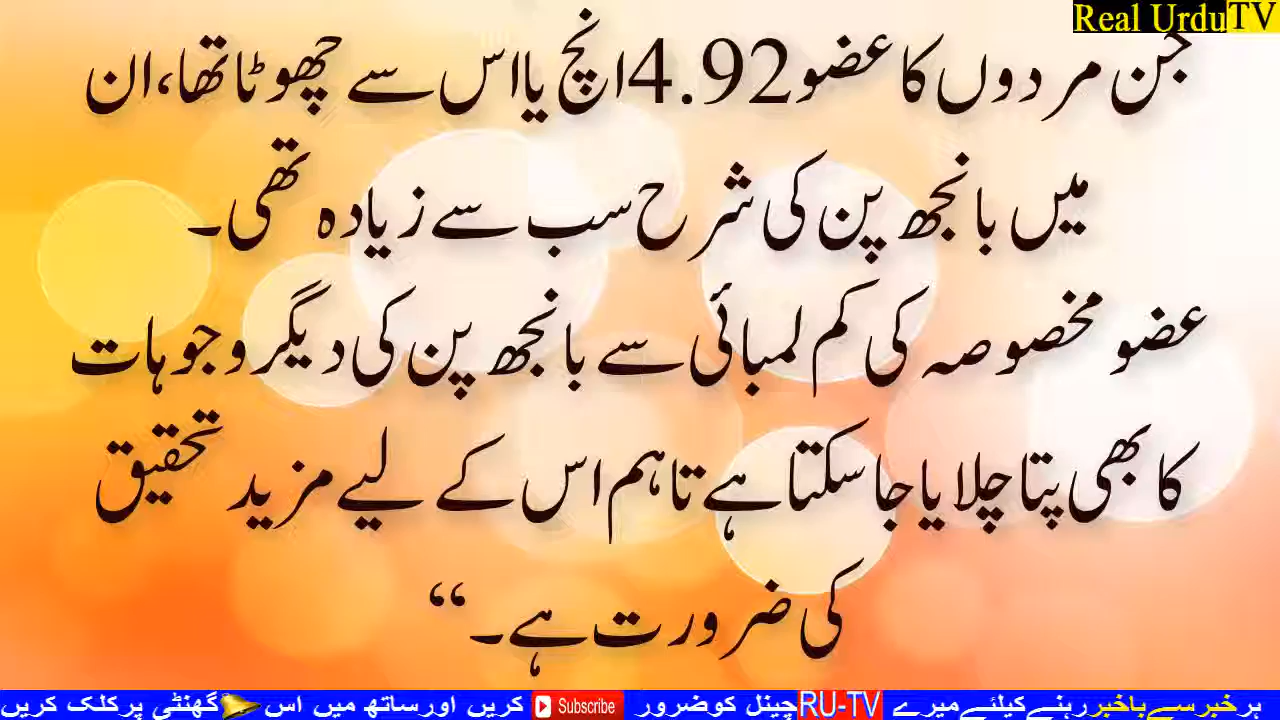 Real UrduTV
جن مردوں کا عضو 4.92 انچ یا اس سے چھوٹا تھا، ان
میں بانجھ پن کی شرح سب سے زیادہ تھی۔
عضو مخصوصہ کی کم لمبائی سے بانجھ پن کی دیگر وجوہات
کا بھی پتا چلایا جا سکتا ہے تاہم اس کے لیے مزید تحقیق
کی ضرورت ہے۔“
ہر خبر سے باخبر رہنے کیلئے میرے RU-TV چینل کو ضرور Subscribe کریں اور ساتھ میں اس گھنٹی پر کلک کریں